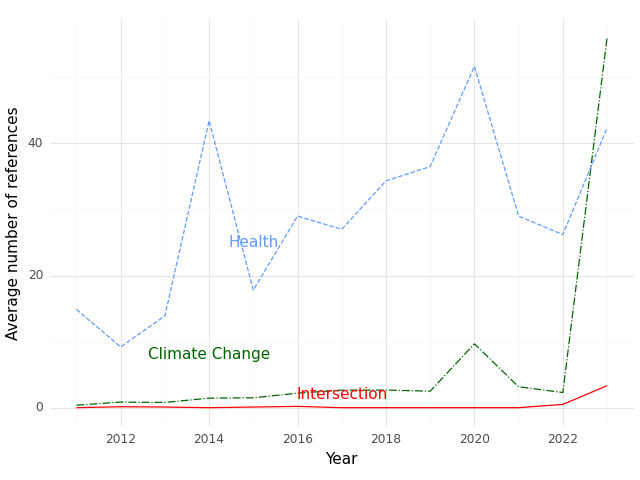 Average number of references
40
20
0
Health
Climate Change
Intersection
2012
2014
2016
2018
2020
2022
Year